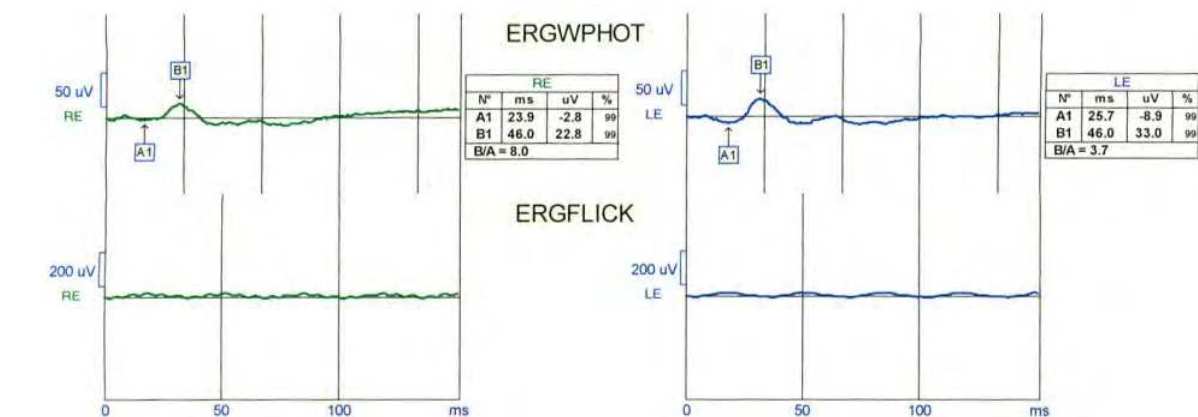 ERGWPHOT
50 uV
RE
B1
A1
RE
N° ms uV %
A1 23.9 -2.8 99
B1 46.0 22.8 99
B/A = 8.0
50 uV
LE
B1
A1
LE
N° ms uV %
A1 25.7 -8.9 99
B1 46.0 33.0 99
B/A = 3.7
ERGFLICK
200 uV
RE
0 50 100 ms
200 uV
LE
0 50 100 ms